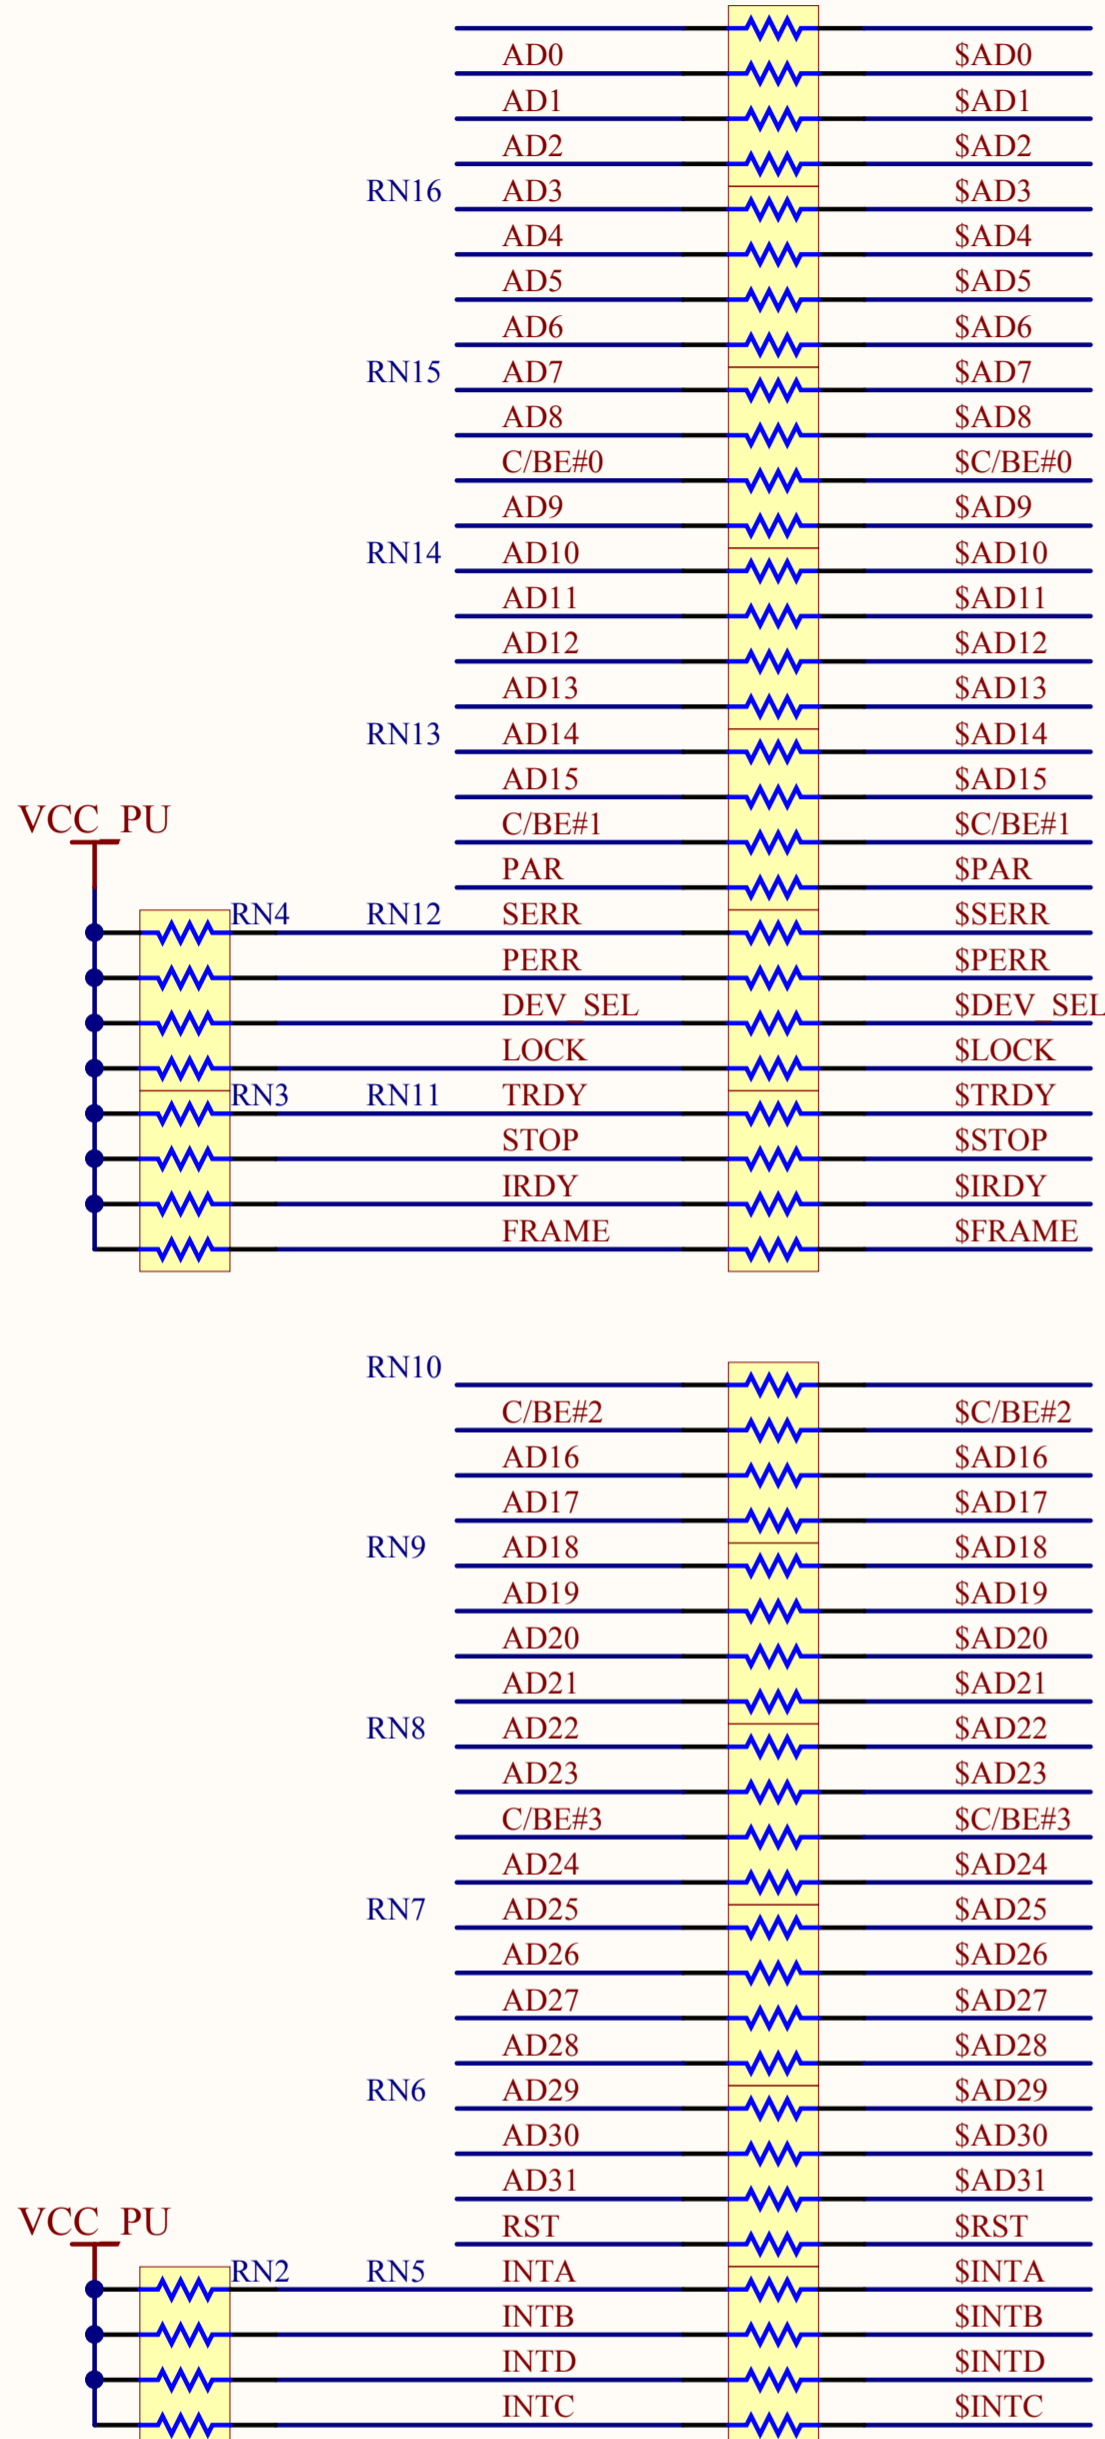 AD0 $AD0
AD1 $AD1
AD2 $AD2
RN16 AD3 $AD3
AD4 $AD4
AD5 $AD5
AD6 $AD6
RN15 AD7 $AD7
AD8 $AD8
C/BE#0 $C/BE#0
AD9 $AD9
RN14 AD10 $AD10
AD11 $AD11
AD12 $AD12
AD13 $AD13
RN13 AD14 $AD14
AD15 $AD15
VCC_PU C/BE#1 $C/BE#1
PAR $PAR
RN4 RN12 SERR $SERR
PERR $PERR
DEV_SEL $DEV_SEL
LOCK $LOCK
RN3 RN11 TRDY $TRDY
STOP $STOP
IRDY $IRDY
FRAME $FRAME
RN10
C/BE#2 $C/BE#2
AD16 $AD16
AD17 $AD17
RN9 AD18 $AD18
AD19 $AD19
AD20 $AD20
AD21 $AD21
RN8 AD22 $AD22
AD23 $AD23
C/BE#3 $C/BE#3
AD24 $AD24
RN7 AD25 $AD25
AD26 $AD26
AD27 $AD27
AD28 $AD28
RN6 AD29 $AD29
AD30 $AD30
AD31 $AD31
VCC_PU RST $RST
RN2 RN5 INTA $INTA
INTB $INTB
INTD $INTD
INTC $INTC